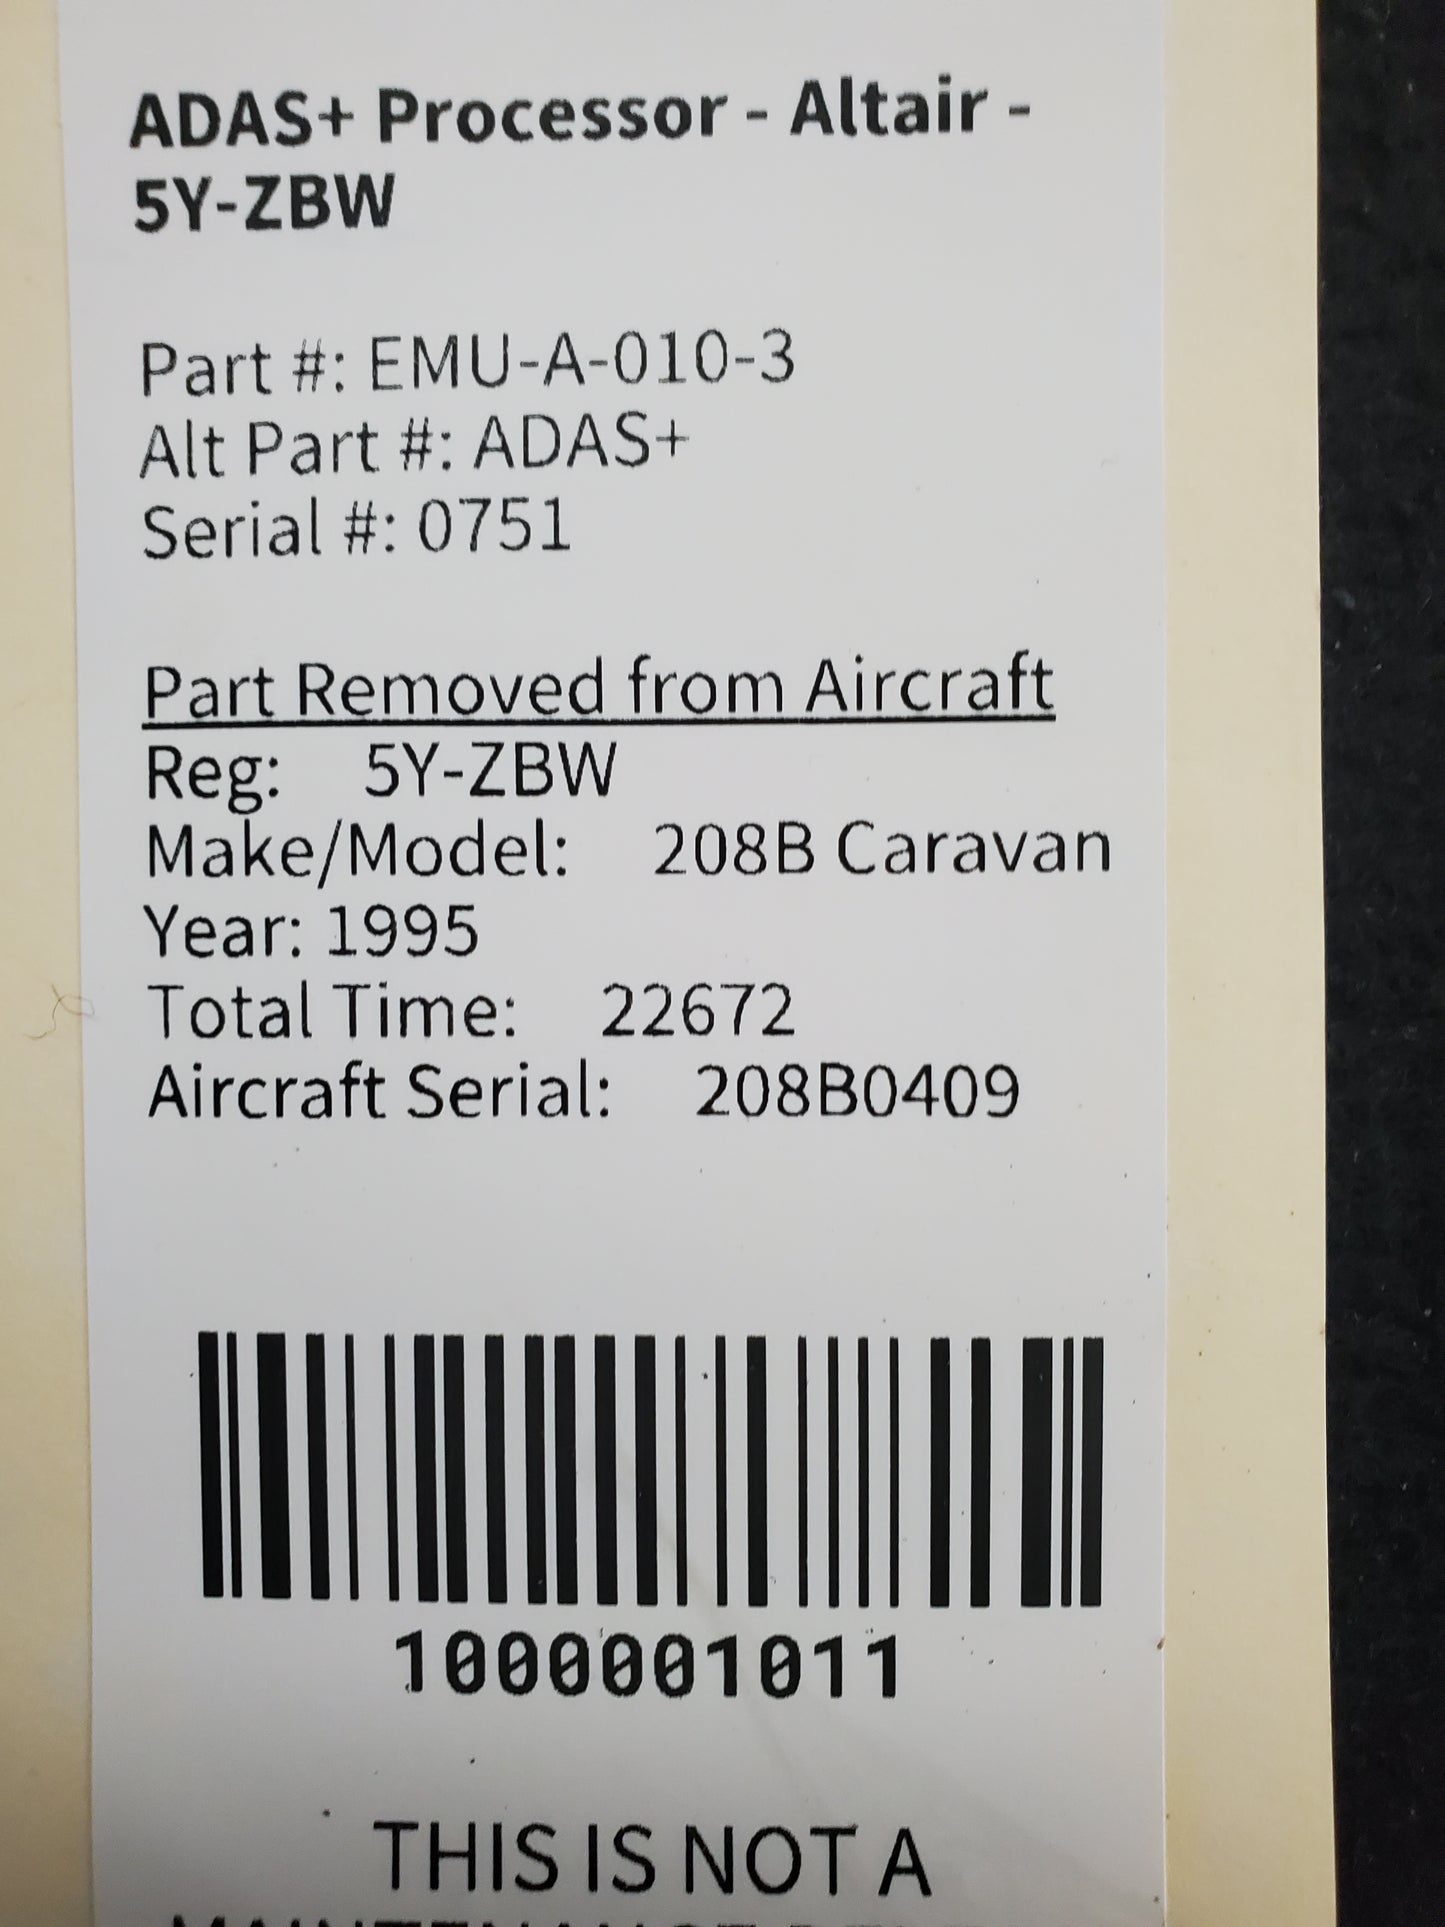 ADAS+ Processor - Altair -
5Y-ZBW
Part #: EMU-A-010-3
Alt Part #: ADAS+
Serial #: 0751
Part Removed from Aircraft
Reg: 5Y-ZBW
Make/Model: 208B Caravan
Year: 1995
Total Time: 22672
Aircraft Serial: 208B0409
1000001011
THIS IS NOT A